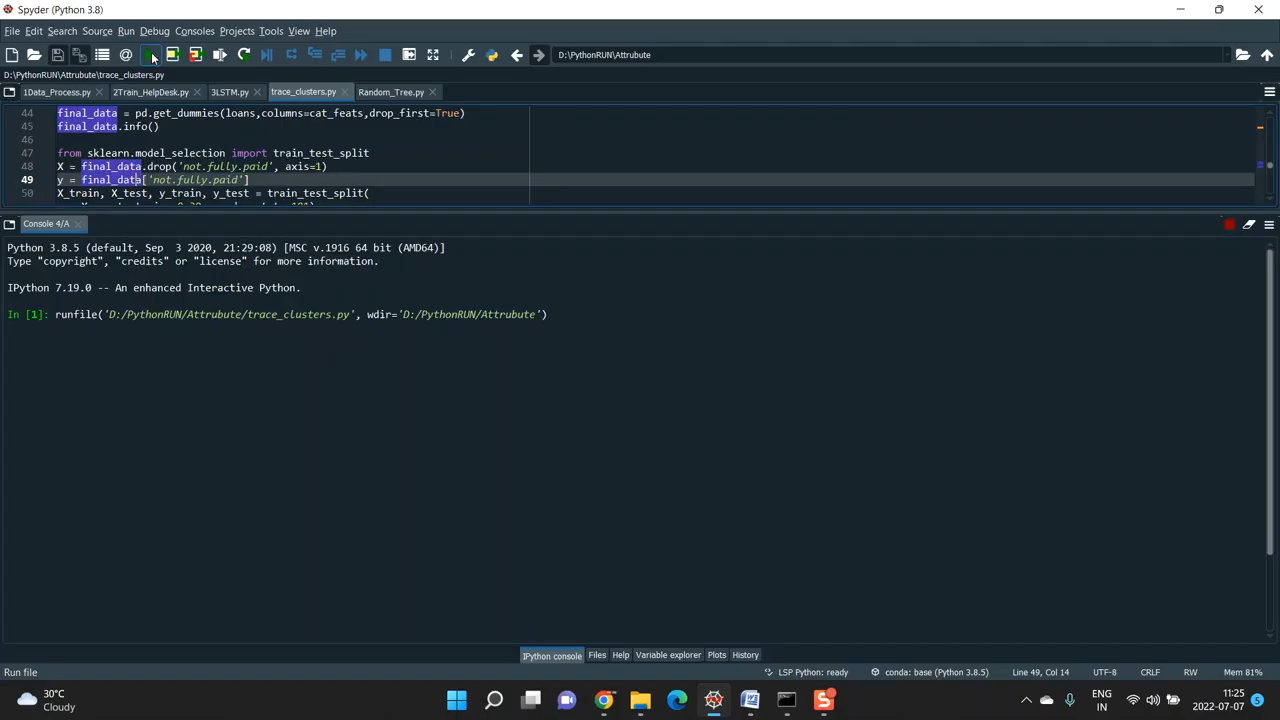 Spyder (Python 3.8)
File Edit Search Source Run Debug Consoles Projects Tools View Help
D:\PythonRUN\Attrubute
D:\PythonRUN\Attrubute\trace_clusters.py
1Data_Process.py 2Train_HelpDesk.py 3LSTM.py trace_clusters.py Random_Tree.py
44 final_data = pd.get_dummies(loans,columns=cat_feats,drop_first=True)
45 final_data.info()
46
47 from sklearn.model_selection import train_test_split
48 X = final_data.drop('not.fully.paid', axis=1)
49 y = final_data['not.fully.paid']
50 X_train, X_test, y_train, y_test = train_test_split(
Console 4/A
Python 3.8.5 (default, Sep 3 2020, 21:29:08) [MSC v.1916 64 bit (AMD64)]
Type "copyright", "credits" or "license" for more information.
IPython 7.19.0 -- An enhanced Interactive Python.
In [1]: runfile('D:/PythonRUN/Attrubute/trace_clusters.py', wdir='D:/PythonRUN/Attrubute')
IPython console Files Help Variable explorer Plots History
Run file LSP Python: ready conda: base (Python 3.8.5) Line 49, Col 14 UTF-8 CRLF RW Mem 81%
30°C
Cloudy
ENG
IN
11:25
2022-07-07
5